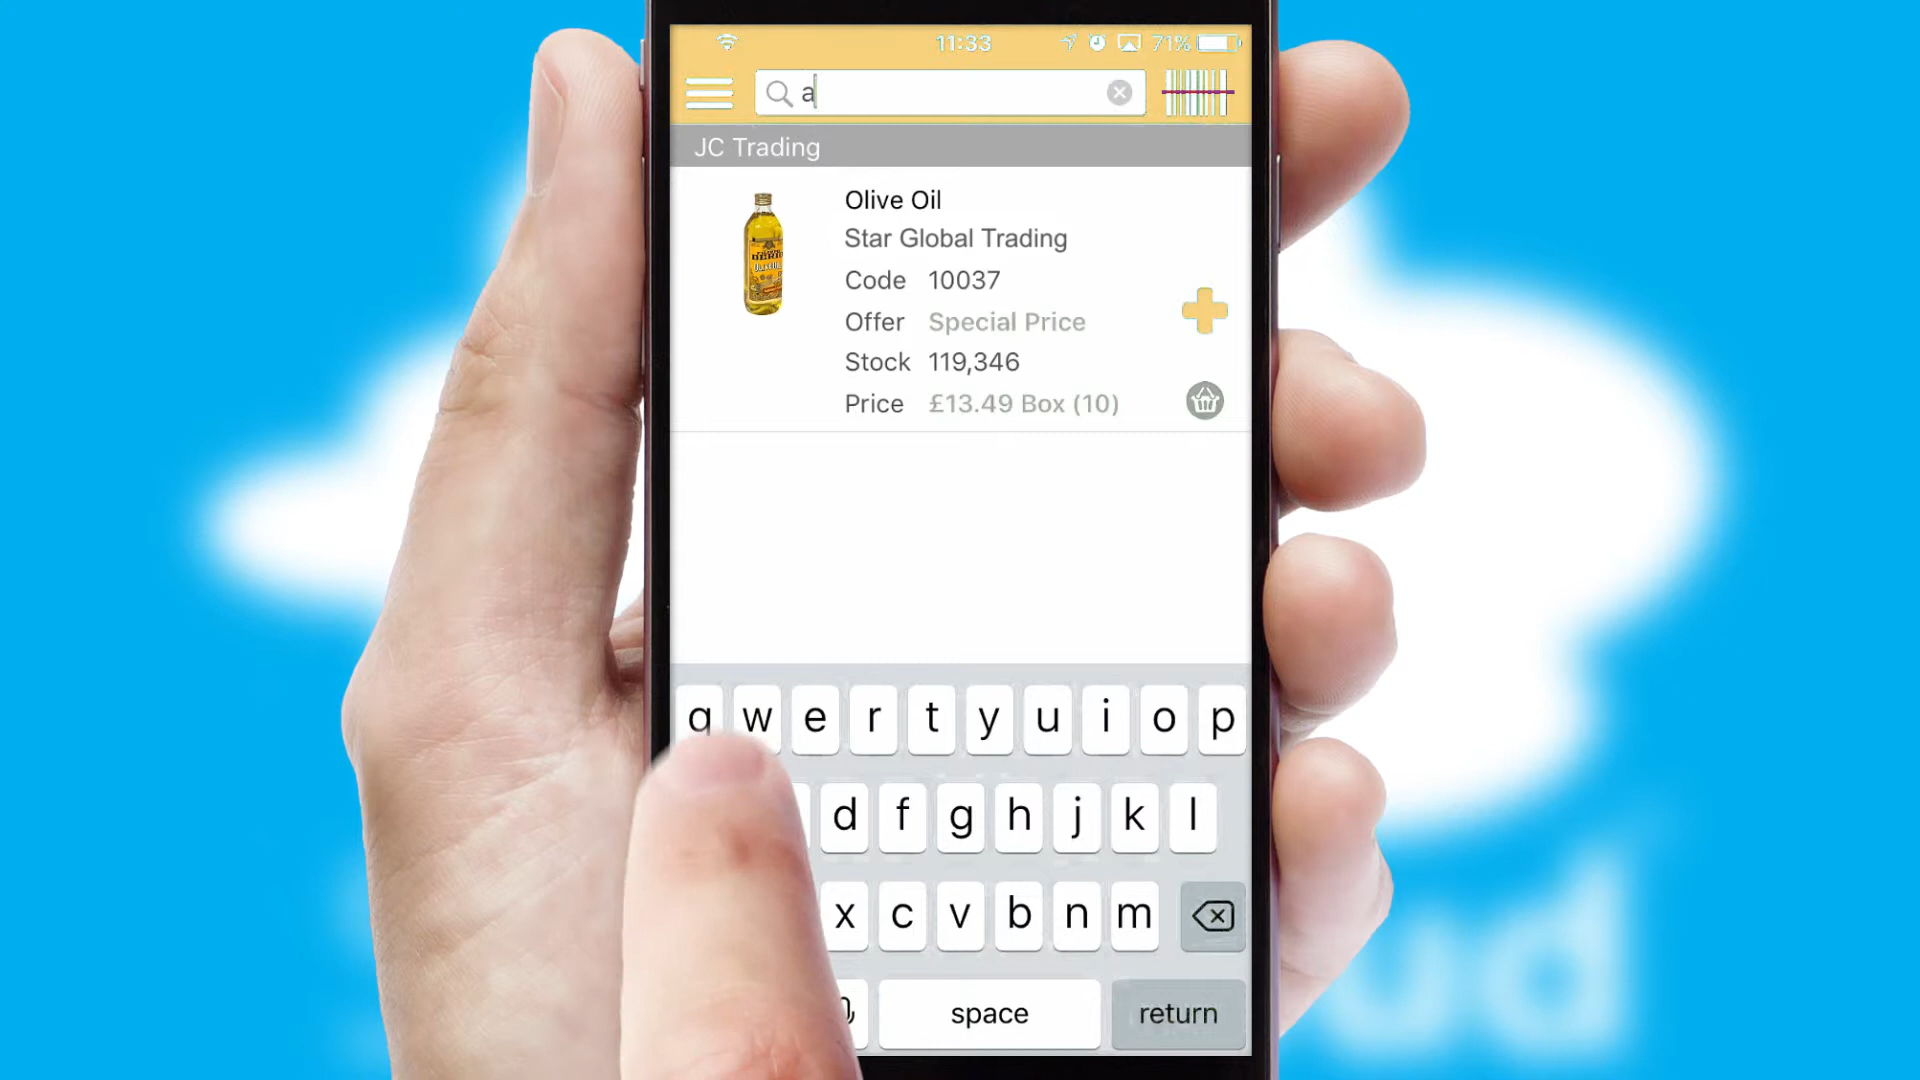 11:33
71%
a
JC Trading
Olive Oil
Star Global Trading
Code 10037
Offer Special Price
Stock 119,346
Price £13.49 Box (10)
q w e r t y u i o p
d f g h j k l
x c v b n m
space return
ud